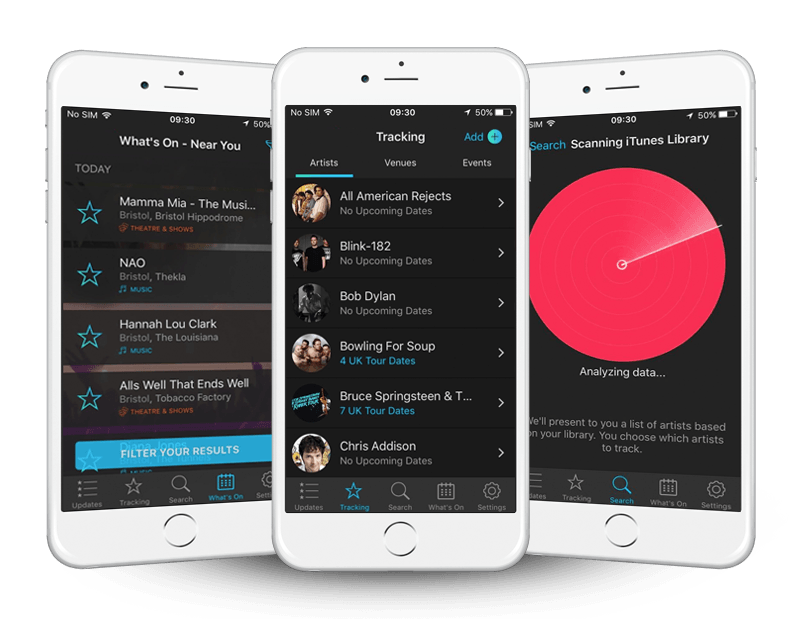 No SIM 09:30 50%
What's On - Near You
TODAY
Mamma Mia - The Musi...
Bristol, Bristol Hippodrome
THEATRE & SHOWS
NAO
Bristol, Thekla
MUSIC
Hannah Lou Clark
Bristol, The Louisiana
MUSIC
Alls Well That Ends Well
Bristol, Tobacco Factory
THEATRE & SHOWS
Diana Jones
FILTER YOUR RESULTS
Updates Tracking Search What's On Setti
No SIM 09:30 50%
Tracking Add
Artists Venues Events
All American Rejects
No Upcoming Dates
Blink-182
No Upcoming Dates
Bob Dylan
No Upcoming Dates
Bowling For Soup
4 UK Tour Dates
Bruce Springsteen & T...
7 UK Tour Dates
Chris Addison
No Upcoming Dates
Updates Tracking Search What's On Settings
SIM 09:30 50%
Search Scanning iTunes Library
Analyzing data...
We'll present to you a list of artists based
on your library. You choose which artists
to track.
dates Tracking Search What's On Settings